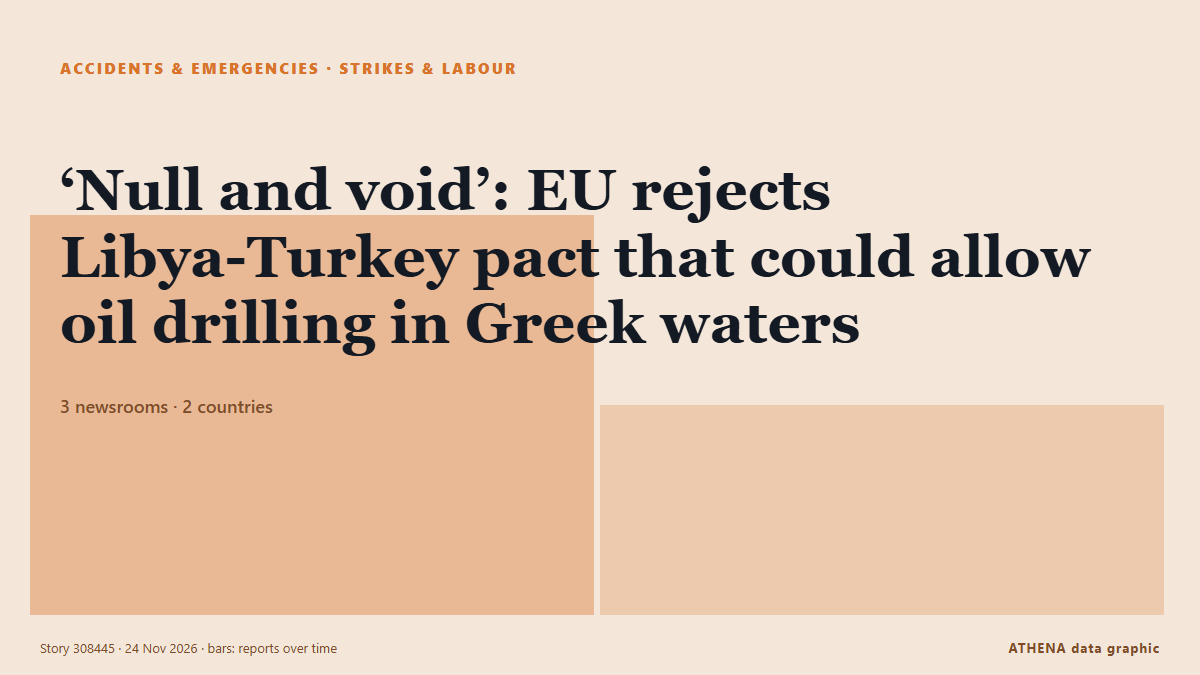 ACCIDENTS & EMERGENCIES · STRIKES & LABOUR
‘Null and void’: EU rejects
Libya-Turkey pact that could allow
oil drilling in Greek waters
3 newsrooms · 2 countries
Story 308445 · 24 Nov 2026 · bars: reports over time
ATHENA data graphic